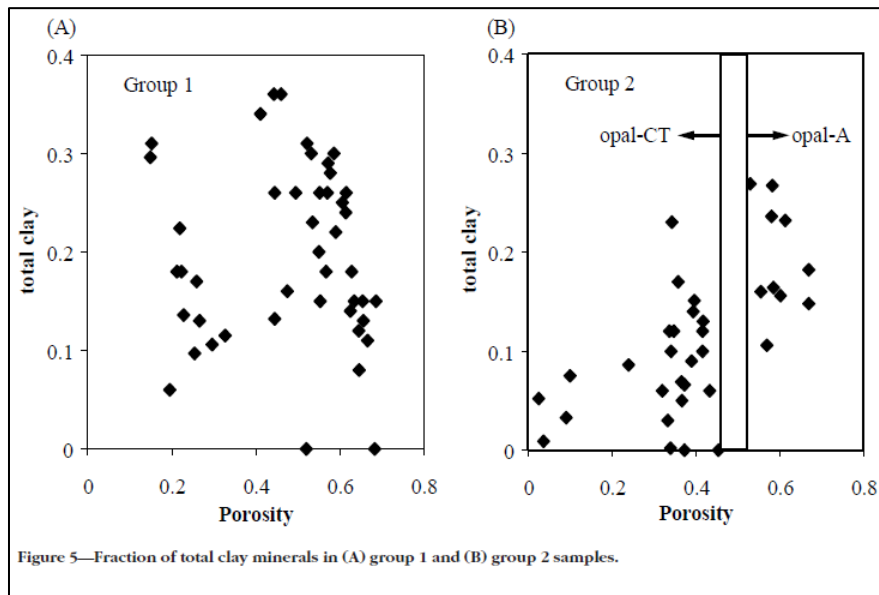 (A)
0.4
Group 1
0.3
total clay
0.2
0.1
0
0 0.2 0.4 0.6 0.8
Porosity
(B)
0.4
Group 2
opal-CT opal-A
0.3
total clay
0.2
0.1
0
0 0.2 0.4 0.6 0.8
Porosity
Figure 5—Fraction of total clay minerals in (A) group 1 and (B) group 2 samples.